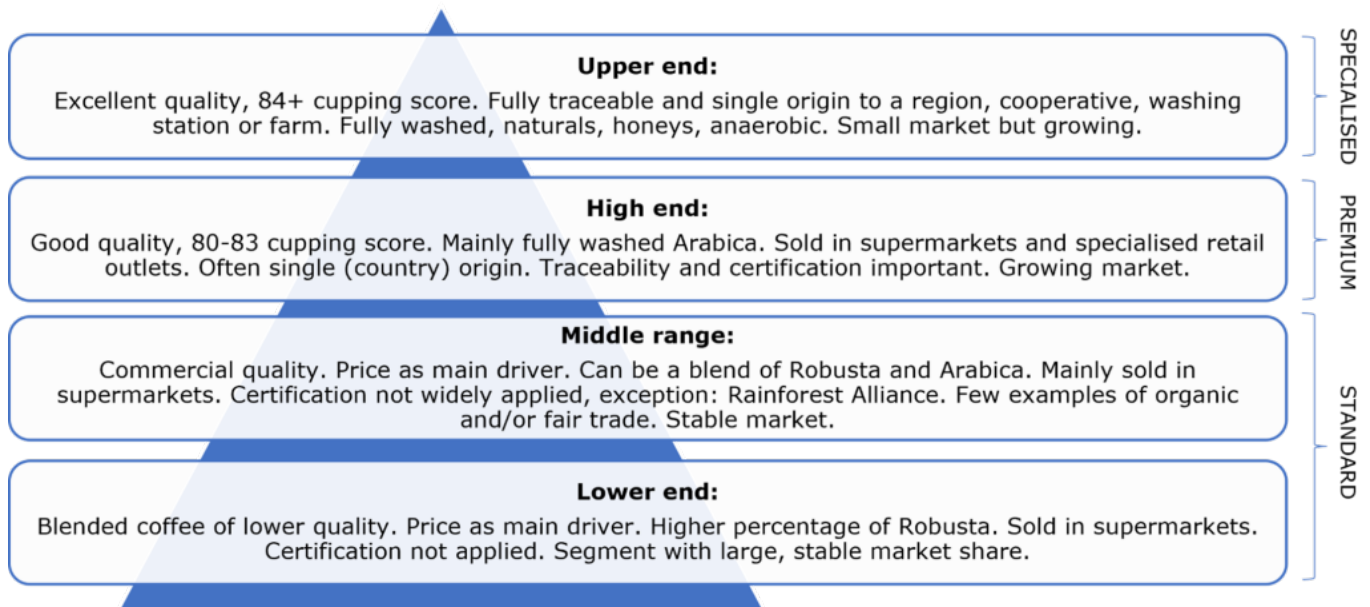 Upper end:
Excellent quality, 84+ cupping score. Fully traceable and single origin to a region, cooperative, washing
station or farm. Fully washed, naturals, honeys, anaerobic. Small market but growing.
SPECIALISED
High end:
Good quality, 80-83 cupping score. Mainly fully washed Arabica. Sold in supermarkets and specialised retail
outlets. Often single (country) origin. Traceability and certification important. Growing market.
PREMIUM
Middle range:
Commercial quality. Price as main driver. Can be a blend of Robusta and Arabica. Mainly sold in
supermarkets. Certification not widely applied, exception: Rainforest Alliance. Few examples of organic
and/or fair trade. Stable market.
Lower end:
Blended coffee of lower quality. Price as main driver. Higher percentage of Robusta. Sold in supermarkets.
Certification not applied. Segment with large, stable market share.
STANDARD